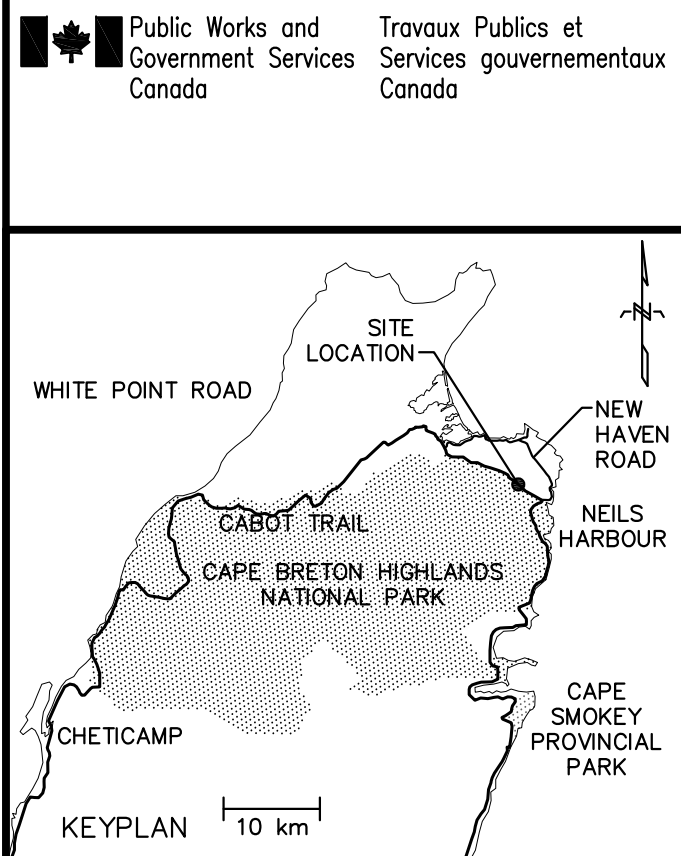 Public Works and
Government Services
Canada
Travaux Publics et
Services gouvernementaux
Canada
N
SITE
LOCATION
WHITE POINT ROAD
NEW
HAVEN
ROAD
NEILS
HARBOUR
CABOT TRAIL
CAPE BRETON HIGHLANDS
NATIONAL PARK
CAPE
SMOKEY
PROVINCIAL
PARK
CHETICAMP
KEYPLAN
10 km